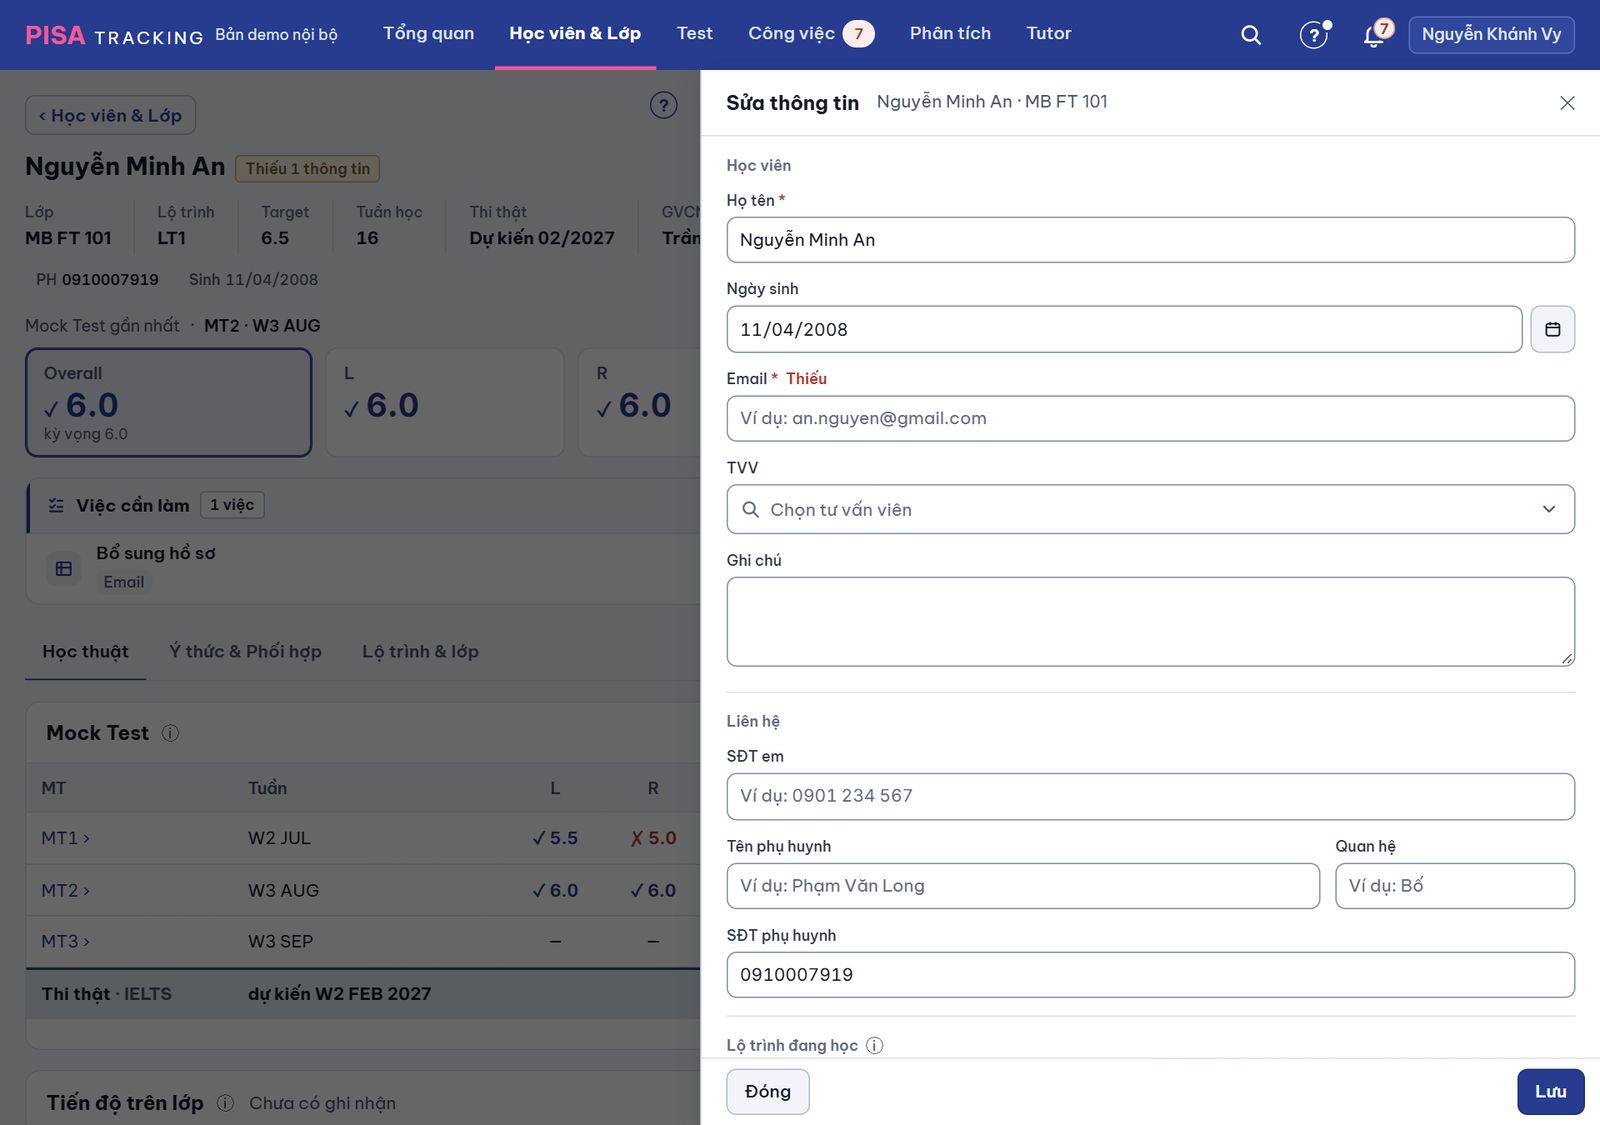 PISA TRACKING Bản demo nội bộ Tổng quan Học viên & Lớp Test Công việc 7 Phân tích Tutor ? 7 Nguyễn Khánh Vy
‹ Học viên & Lớp ?
Nguyễn Minh An Thiếu 1 thông tin
Lớp Lộ trình Target Tuần học Thi thật
MB FT 101 LT1 6.5 16 Dự kiến 02/2027
PH 0910007919 Sinh 11/04/2008
Mock Test gần nhất · MT2 · W3 AUG
Overall L R
✓ 6.0 ✓ 6.0 ✓ 6.0
kỳ vọng 6.0
Việc cần làm 1 việc
Bổ sung hồ sơ
Email
Học thuật Ý thức & Phối hợp Lộ trình & lớp
Mock Test
MT Tuần L R
MT1 › W2 JUL ✓ 5.5 ✗ 5.0
MT2 › W3 AUG ✓ 6.0 ✓ 6.0
MT3 › W3 SEP – –
Thi thật · IELTS dự kiến W2 FEB 2027
Tiến độ trên lớp Chưa có ghi nhận
Sửa thông tin Nguyễn Minh An · MB FT 101
Học viên
Họ tên *
Nguyễn Minh An
Ngày sinh
11/04/2008
Email * Thiếu
Ví dụ: an.nguyen@gmail.com
TVV
Chọn tư vấn viên
Ghi chú
Liên hệ
SĐT em
Ví dụ: 0901 234 567
Tên phụ huynh Quan hệ
Ví dụ: Phạm Văn Long Ví dụ: Bố
SĐT phụ huynh
0910007919
Lộ trình đang học
Đóng Lưu